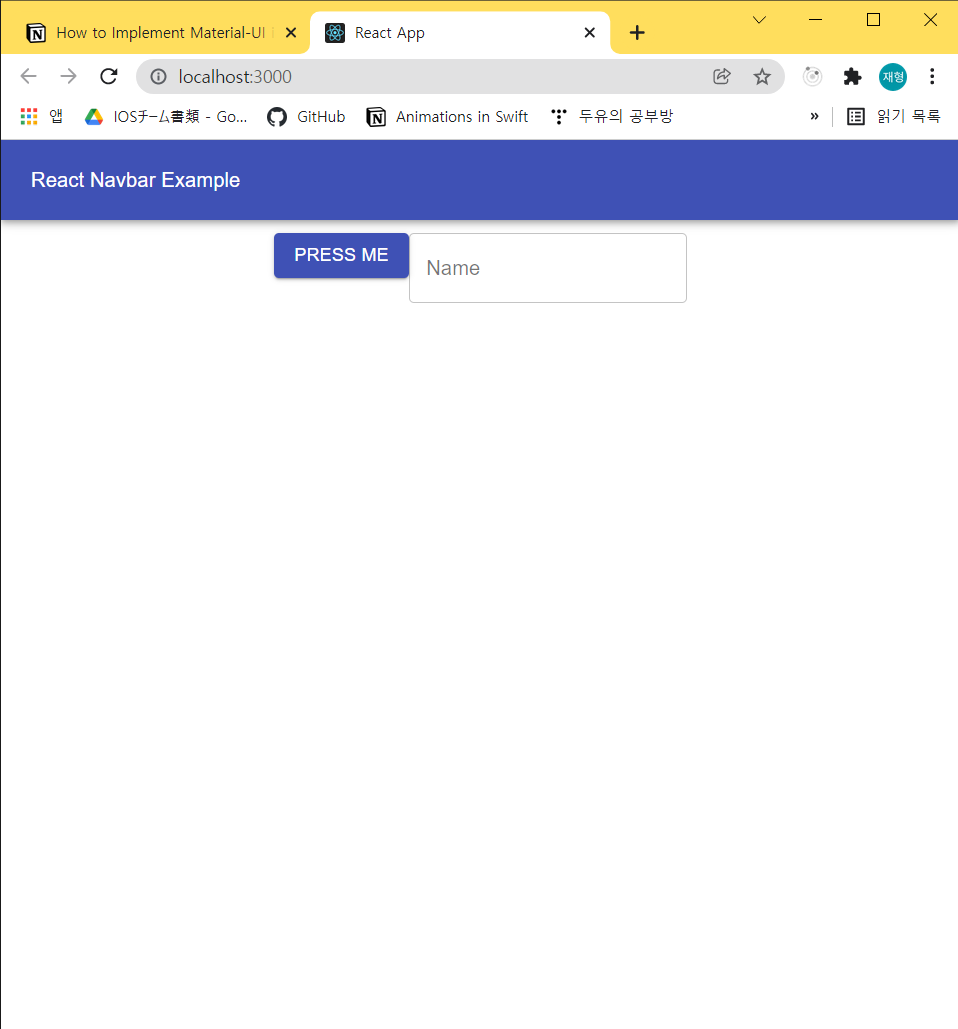 How to Implement Material-UI
React App
localhost:3000
재형
앱
IOSチーム書類 - Go...
GitHub
Animations in Swift
두유의 공부방
»
읽기 목록
React Navbar Example
PRESS ME
Name